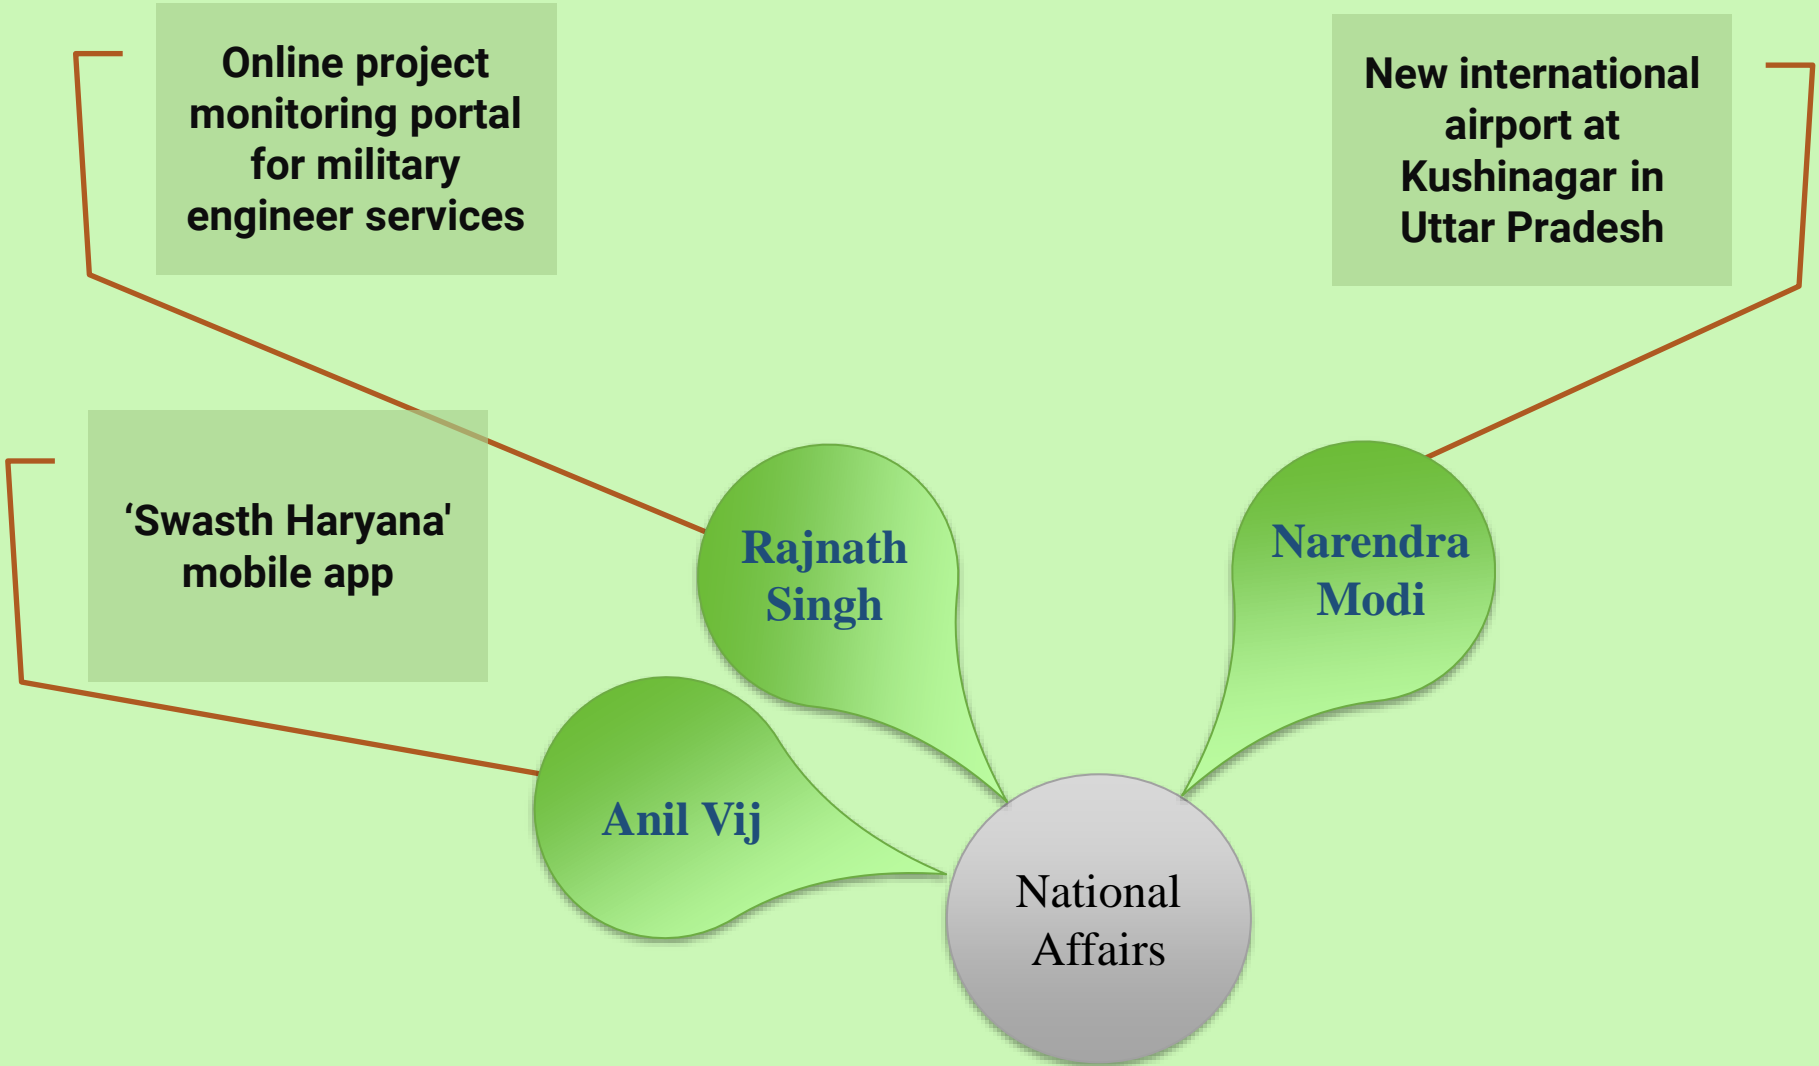 Online project
monitoring portal
for military
engineer services
New international
airport at
Kushinagar in
Uttar Pradesh
‘Swasth Haryana'
mobile app
Rajnath
Singh
Narendra
Modi
Anil Vij
National
Affairs